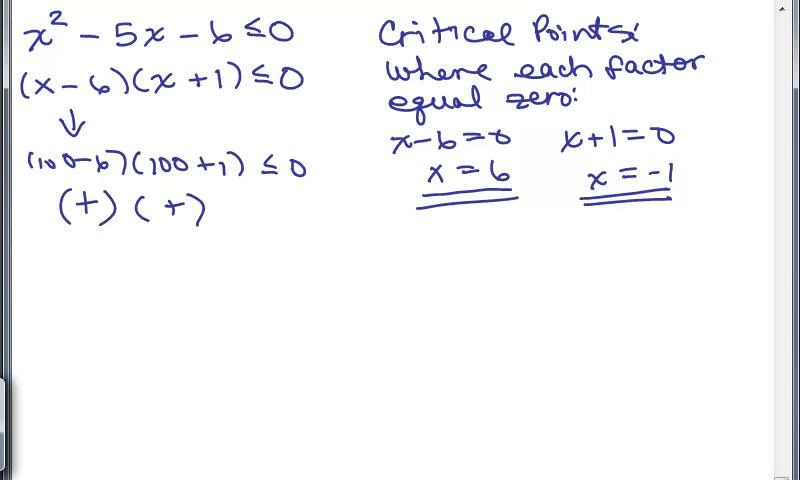 x² - 5x - 6 ≤ 0
(x - 6)(x + 1) ≤ 0
↓
(100 - 6)(100 + 1) ≤ 0
(+)(+)
Critical Points:
where each factor
equal zero:
x - 6 = 0 x + 1 = 0
x = 6 x = -1